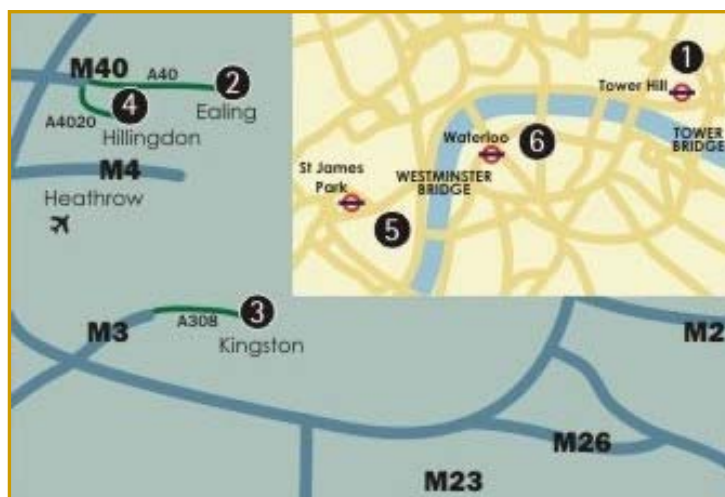 M40
A40
2
Ealing
4
A4020
Hillingdon
M4
Heathrow
3
A308
M3
Kingston
1
Tower Hill
TOWER
BRIDGE
6
Waterloo
St James
Park
WESTMINSTER
BRIDGE
5
M2
M26
M23